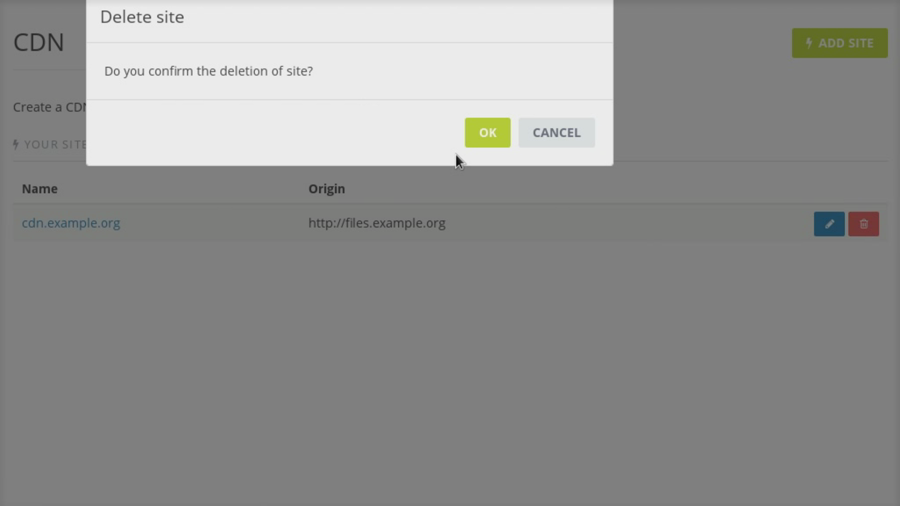 Delete site
CDN
ADD SITE
Do you confirm the deletion of site?
Create a CDN
OK
CANCEL
YOUR SITE
Name
Origin
cdn.example.org
http://files.example.org